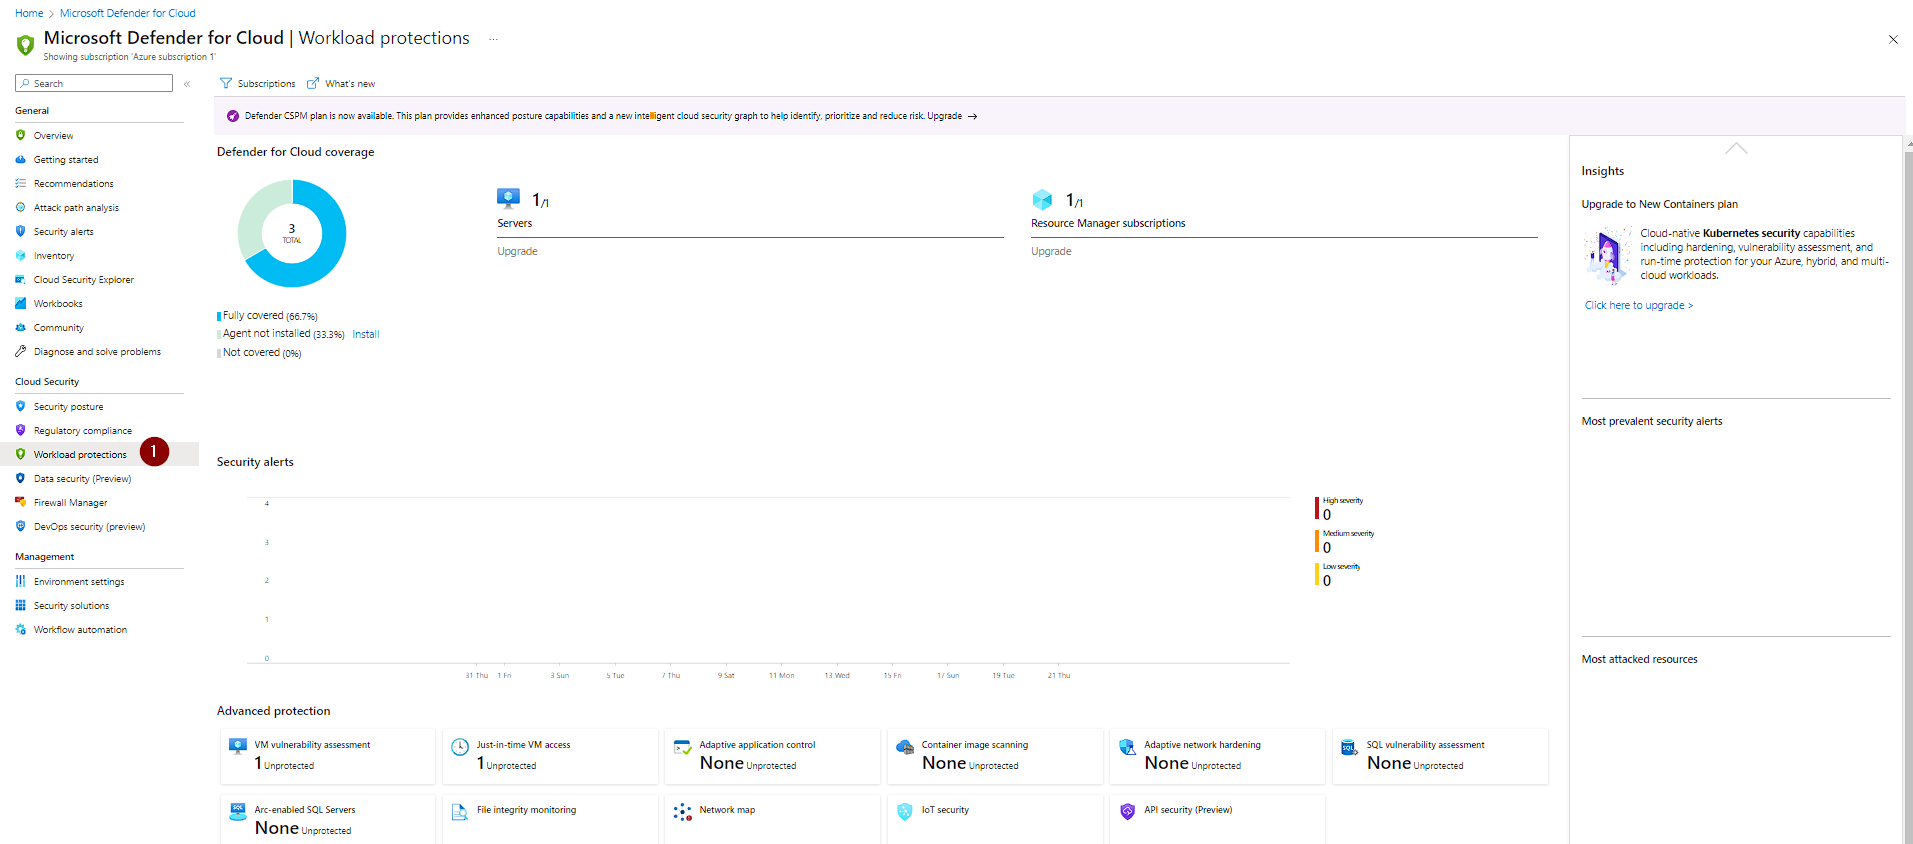 Home > Microsoft Defender for Cloud
Microsoft Defender for Cloud | Workload protections ...
Showing subscription 'Azure subscription 1'
Search «
Subscriptions What's new
Defender CSPM plan is now available. This plan provides enhanced posture capabilities and a new intelligent cloud security graph to help identify, prioritize and reduce risk. Upgrade →
General
Overview
Getting started
Recommendations
Attack path analysis
Security alerts
Inventory
Cloud Security Explorer
Workbooks
Community
Diagnose and solve problems
Cloud Security
Security posture
Regulatory compliance
Workload protections
1
Data security (Preview)
Firewall Manager
DevOps security (preview)
Management
Environment settings
Security solutions
Workflow automation
Defender for Cloud coverage
3
TOTAL
Fully covered (66.7%)
Agent not installed (33.3%) Install
Not covered (0%)
1/1
Servers
Upgrade
1/1
Resource Manager subscriptions
Upgrade
Security alerts
4
3
2
1
0
31 Thu 1 Fri 3 Sun 5 Tue 7 Thu 9 Sat 11 Mon 13 Wed 15 Fri 17 Sun 19 Tue 21 Thu
High severity
0
Medium severity
0
Low severity
0
Advanced protection
VM vulnerability assessment
1 Unprotected
Just-in-time VM access
1 Unprotected
Adaptive application control
None Unprotected
Container image scanning
None Unprotected
Adaptive network hardening
None Unprotected
SQL vulnerability assessment
None Unprotected
Arc-enabled SQL Servers
None Unprotected
File integrity monitoring
Network map
IoT security
API security (Preview)
Insights
Upgrade to New Containers plan
Cloud-native Kubernetes security capabilities
including hardening, vulnerability assessment, and
run-time protection for your Azure, hybrid, and multi-
cloud workloads.
Click here to upgrade >
Most prevalent security alerts
Most attacked resources